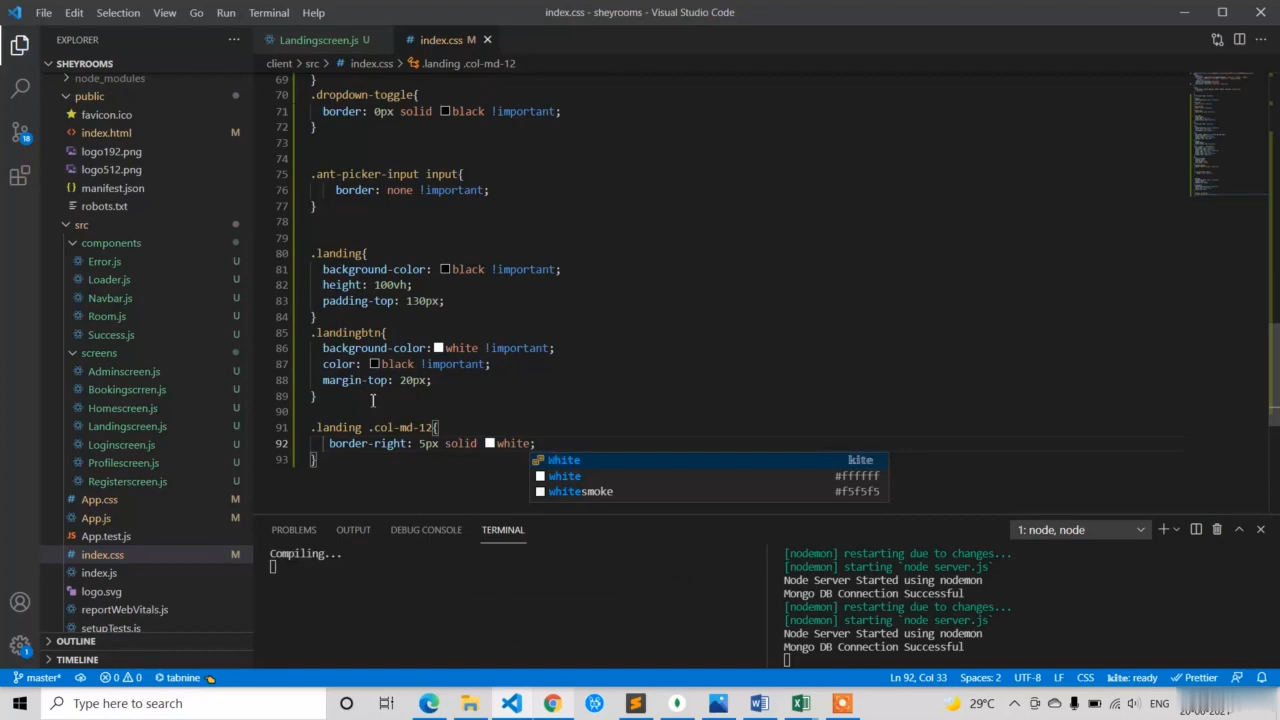 File Edit Selection View Go Run Terminal Help index.css - sheyrooms - Visual Studio Code
EXPLORER
Landingscreen.js U
index.css M
SHEYROOMS
client > src > index.css > .landing .col-md-12
node_modules
public
favicon.ico
index.html M
logo192.png
logo512.png
manifest.json
robots.txt
src
components
Error.js U
Loader.js U
Navbar.js U
Room.js U
Success.js U
screens
Adminscreen.js U
Bookingscrren.js U
Homescreen.js U
Landingscreen.js U
Loginscreen.js U
Profilescreen.js U
Registerscreen.js U
App.css M
App.js M
App.test.js
index.css M
index.js
logo.svg
reportWebVitals.js
setupTests.js
OUTLINE
TIMELINE
69 }
70 .dropdown-toggle{
71 border: 0px solid black !important;
72 }
73
74
75 .ant-picker-input input{
76 border: none !important;
77 }
78
79
80 .landing{
81 background-color: black !important;
82 height: 100vh;
83 padding-top: 130px;
84 }
85 .landingbtn{
86 background-color: white !important;
87 color: black !important;
88 margin-top: 20px;
89 }
90
91 .landing .col-md-12{
92 border-right: 5px solid white;
93 }
White kite
white #ffffff
whitesmoke #f5f5f5
PROBLEMS OUTPUT DEBUG CONSOLE TERMINAL 1: node, node
Compiling...
[nodemon] restarting due to changes...
[nodemon] starting `node server.js`
Node Server Started using nodemon
Mongo DB Connection Successful
[nodemon] restarting due to changes...
[nodemon] starting `node server.js`
Node Server Started using nodemon
Mongo DB Connection Successful
18
1
master* 0 0 tabnine Ln 92, Col 33 Spaces: 2 UTF-8 LF CSS kite: ready Prettier
Type here to search 29°C ENG